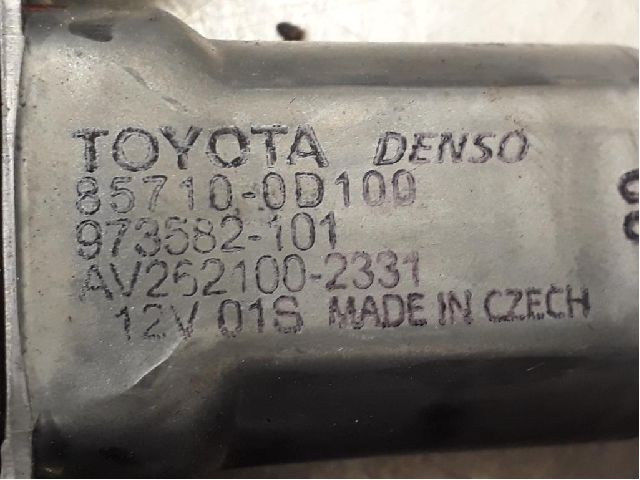 TOYOTA DENSO
85710-0D100
973582-101
AV262100-2331
12V 01S MADE IN CZECH